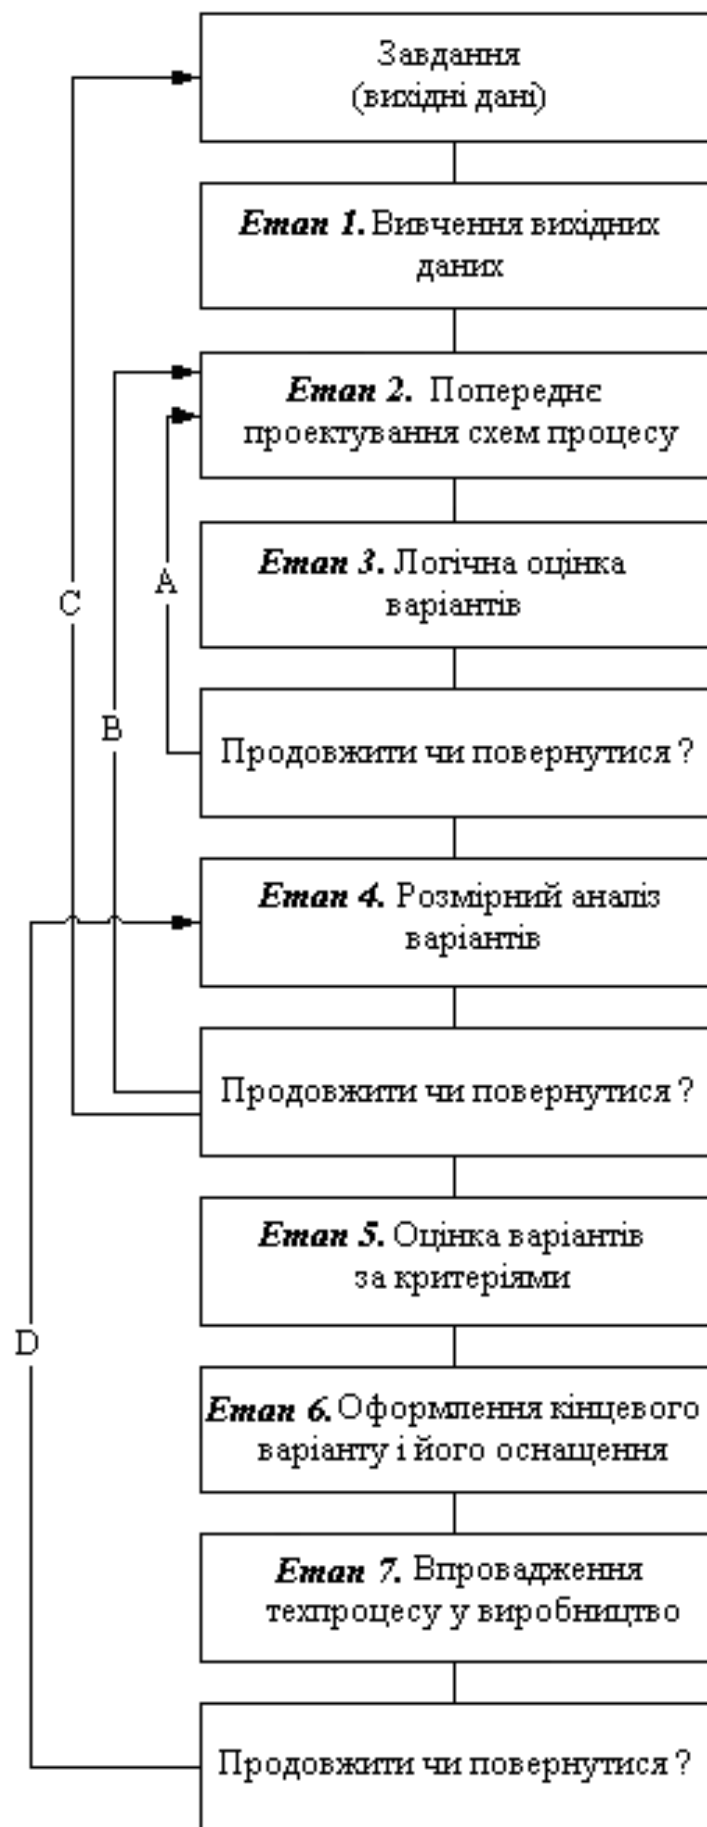 Завдання
(вихідні дані)
Етап 1. Вивчення вихідних
даних
Етап 2. Попереднє
проектування схем процесу
Етап 3. Логічна оцінка
варіантів
A
C
B
Продовжити чи повернутися ?
Етап 4. Розмірний аналіз
варіантів
Продовжити чи повернутися ?
Етап 5. Оцінка варіантів
за критеріями
D
Етап 6. Оформлення кінцевого
варіанту і його оснащення
Етап 7. Впровадження
техпроцесу у виробництво
Продовжити чи повернутися ?